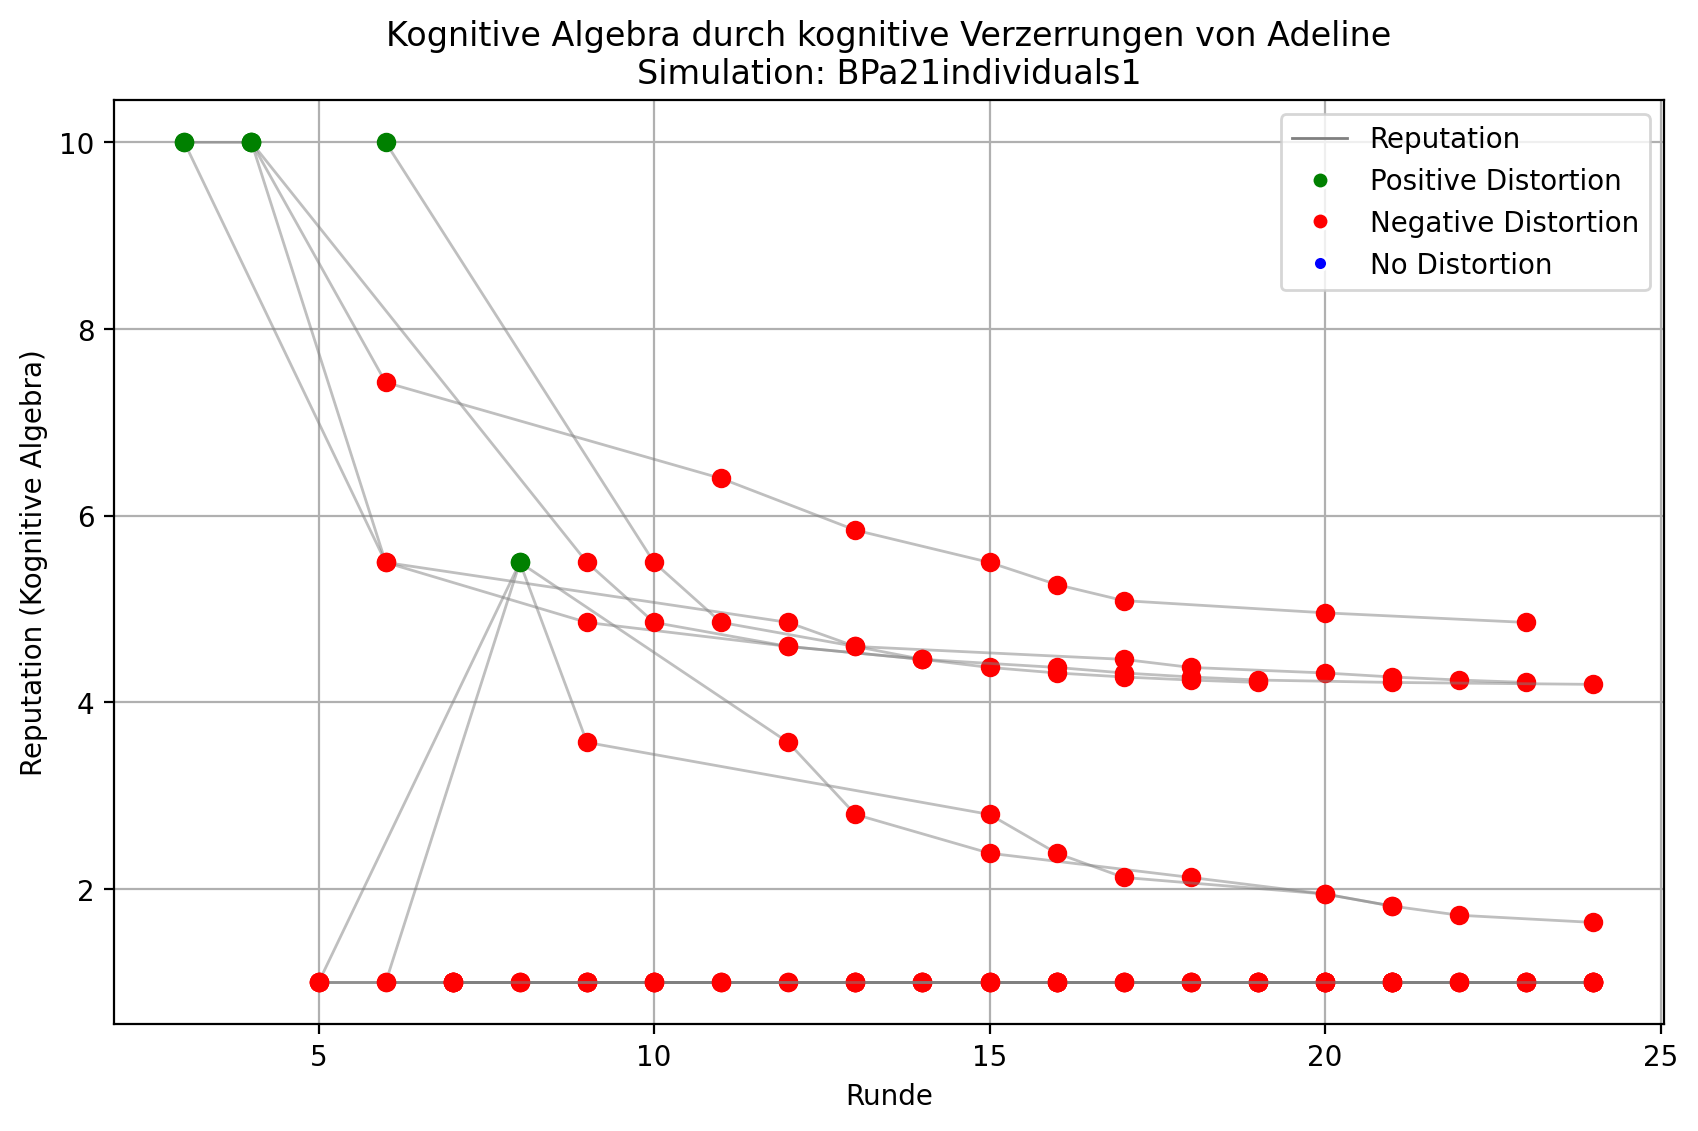 Kognitive Algebra durch kognitive Verzerrungen von Adeline
Simulation: BPa21individuals1
Reputation
Positive Distortion
Negative Distortion
No Distortion
Reputation (Kognitive Algebra)
10
8
6
4
2
5
10
15
20
25
Runde